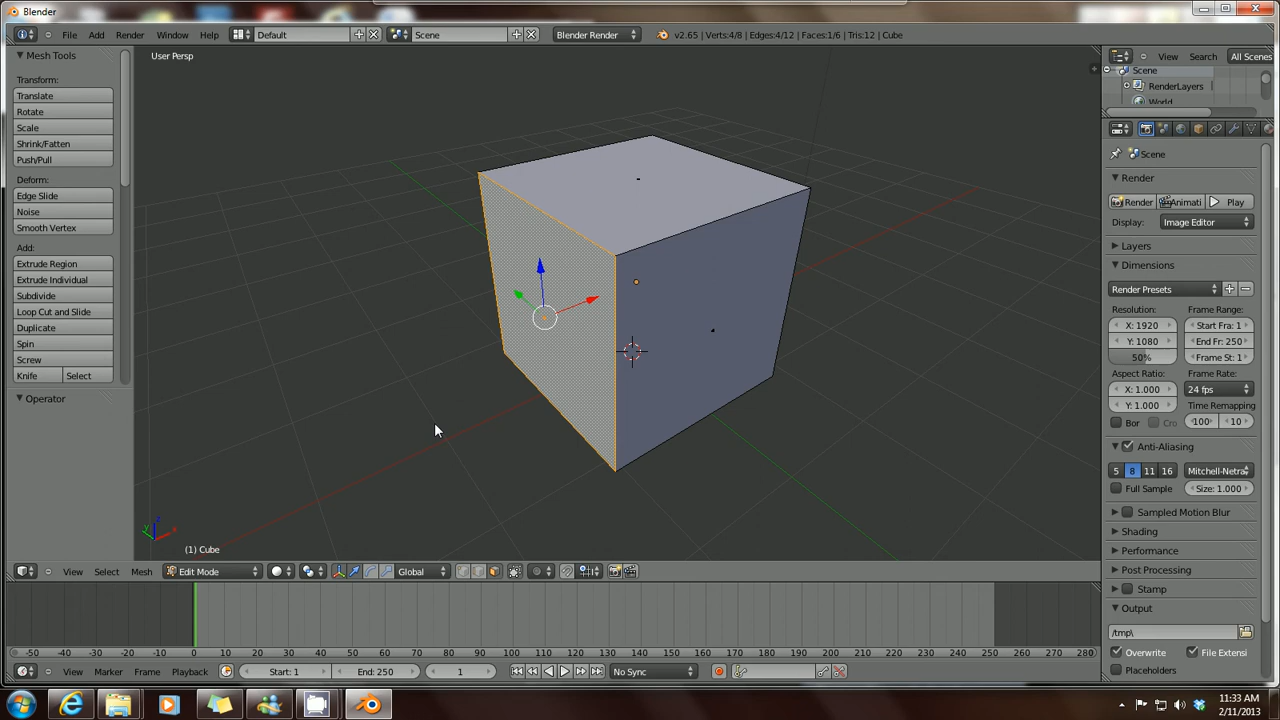 Blender
File Add Render Window Help Default Scene Blender Render v2.65 | Verts:4/8 | Edges:4/12 | Faces:1/6 | Tris:12 | Cube
Mesh Tools
Transform:
Translate
Rotate
Scale
Shrink/Fatten
Push/Pull
Deform:
Edge Slide
Noise
Smooth Vertex
Add:
Extrude Region
Extrude Individual
Subdivide
Loop Cut and Slide
Duplicate
Spin
Screw
Knife Select
Operator
User Persp
(1) Cube
View Search All Scenes
Scene
RenderLayers
World
Scene
Render
Render Animati Play
Display: Image Editor
Layers
Dimensions
Render Presets
Resolution: Frame Range:
X: 1920 Start Fra: 1
Y: 1080 End Fr: 250
50% Frame St: 1
Aspect Ratio: Frame Rate:
X: 1.000 24 fps
Y: 1.000 Time Remapping
Bor Cro 100 10
Anti-Aliasing
5 8 11 16 Mitchell-Netra
Full Sample Size: 1.000
Sampled Motion Blur
Shading
Performance
Post Processing
Stamp
Output
/tmp\
Overwrite File Extensi
Placeholders
View Select Mesh Edit Mode Global
-50 -40 -30 -20 -10 0 10 20 30 40 50 60 70 80 90 100 110 120 130 140 150 160 170 180 190 200 210 220 230 240 250 260 270 280
View Marker Frame Playback Start: 1 End: 250 1 No Sync
11:33 AM
2/11/2013